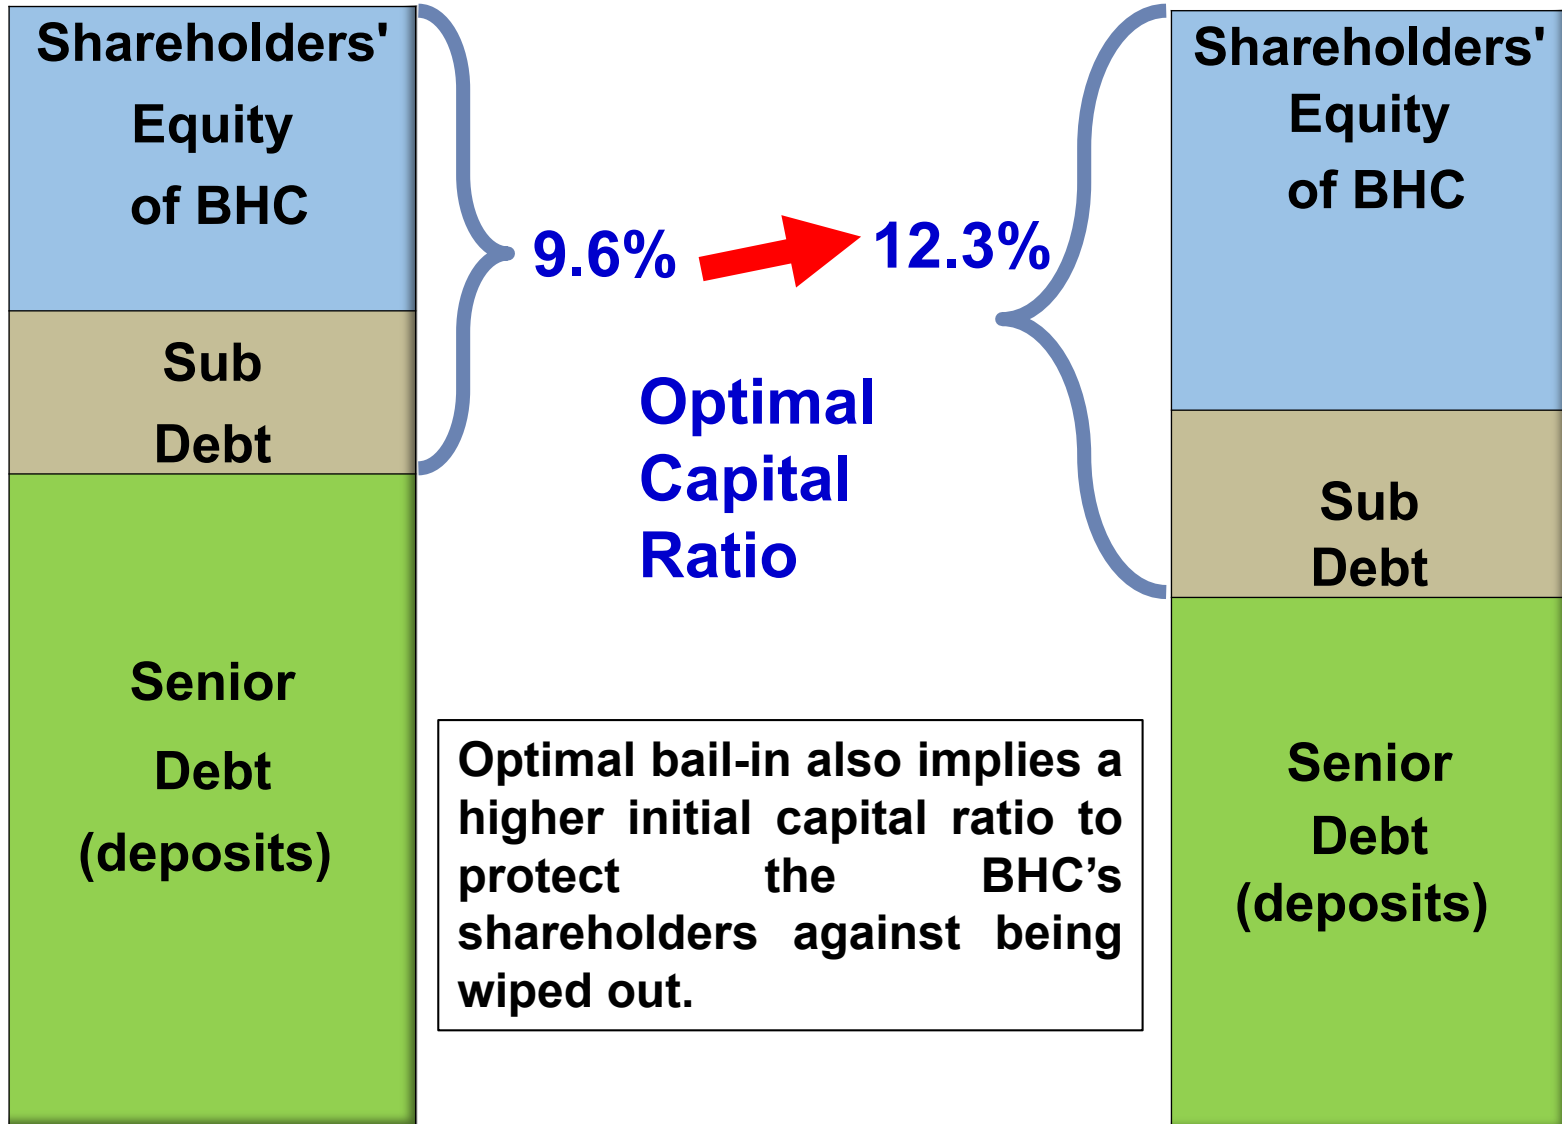 Shareholders'
Equity
of BHC
Sub
Debt
Senior
Debt
(deposits)
9.6%
12.3%
Optimal
Capital
Ratio
Optimal bail-in also implies a
higher initial capital ratio to
protect the BHC’s
shareholders against being
wiped out.
Shareholders'
Equity
of BHC
Sub
Debt
Senior
Debt
(deposits)